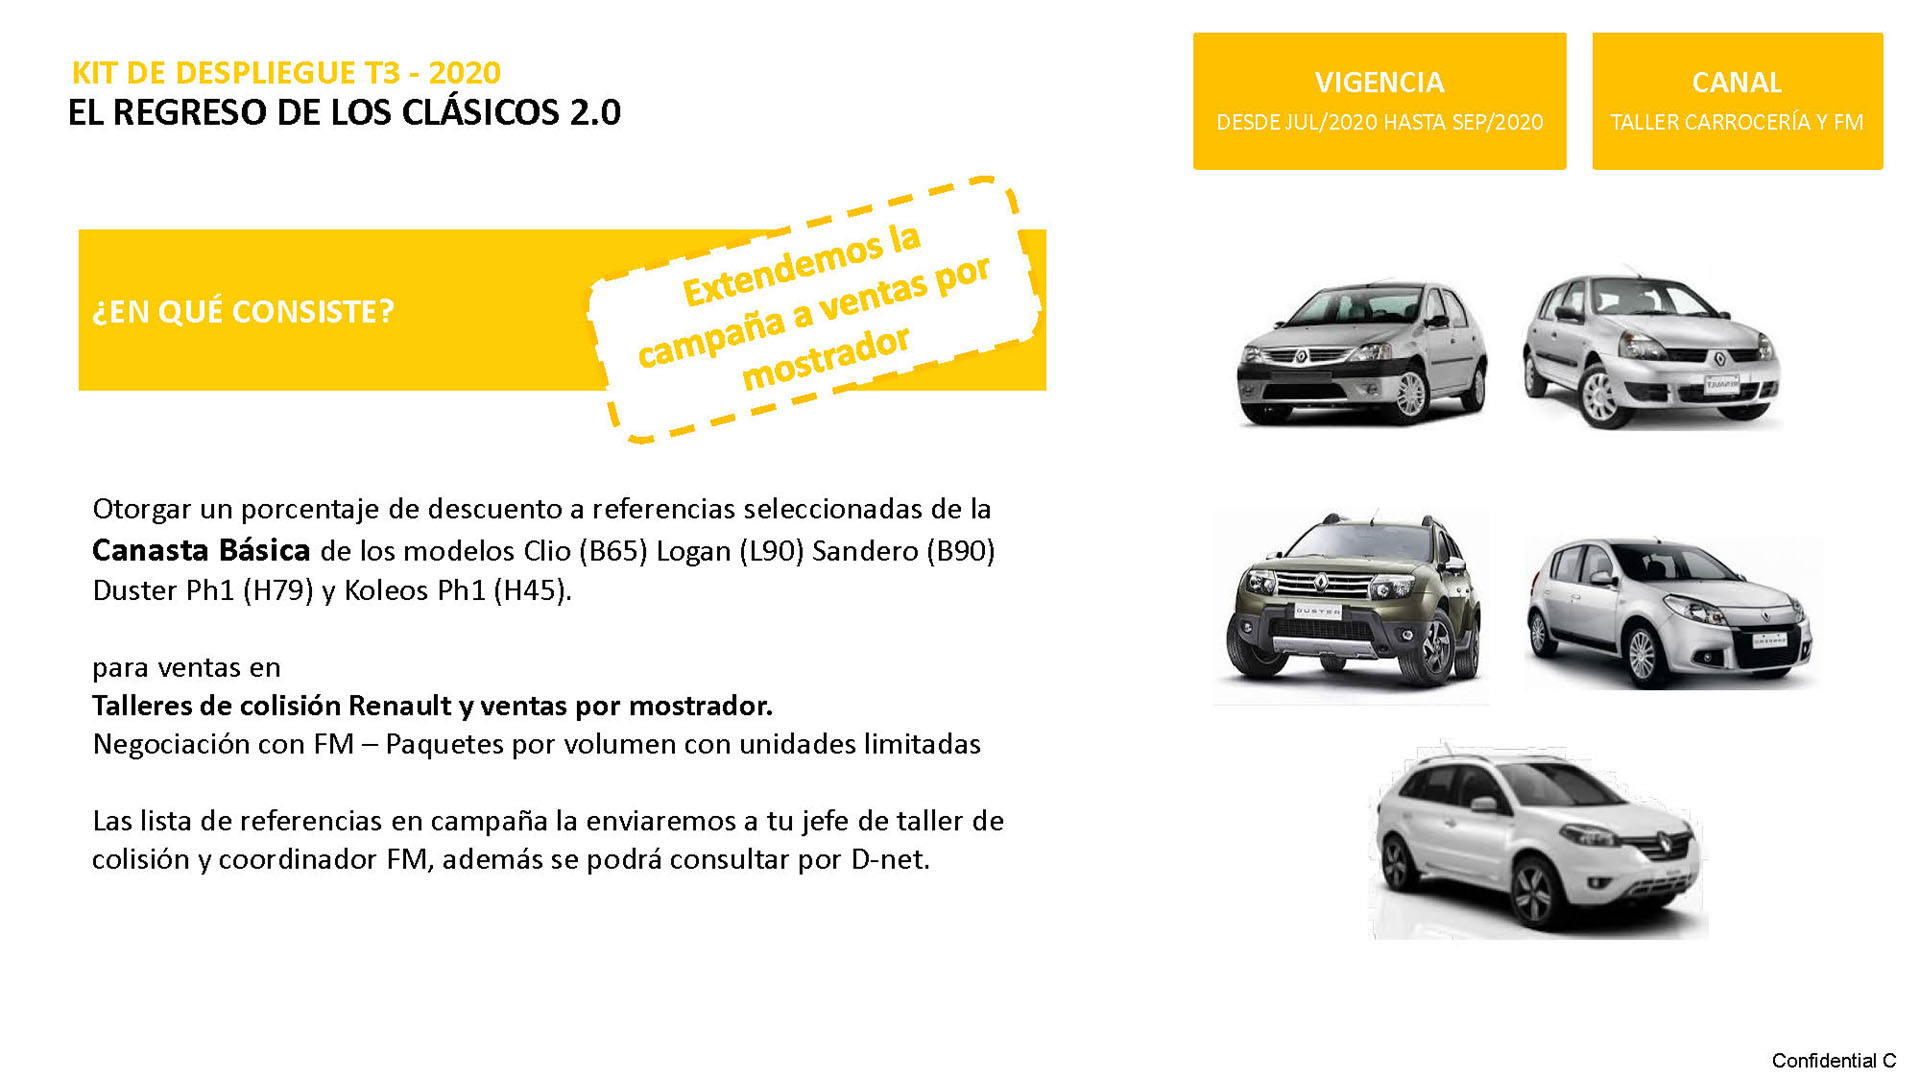 KIT DE DESPLIEGUE T3 - 2020
EL REGRESO DE LOS CLÁSICOS 2.0
VIGENCIA
DESDE JUL/2020 HASTA SEP/2020
CANAL
TALLER CARROCERÍA Y FM
¿EN QUÉ CONSISTE?
Extendemos la
campaña a ventas por
mostrador
Otorgar un porcentaje de descuento a referencias seleccionadas de la
Canasta Básica de los modelos Clio (B65) Logan (L90) Sandero (B90)
Duster Ph1 (H79) y Koleos Ph1 (H45).
para ventas en
Talleres de colisión Renault y ventas por mostrador.
Negociación con FM – Paquetes por volumen con unidades limitadas
Las lista de referencias en campaña la enviaremos a tu jefe de taller de
colisión y coordinador FM, además se podrá consultar por D-net.
DUSTER
Confidential C